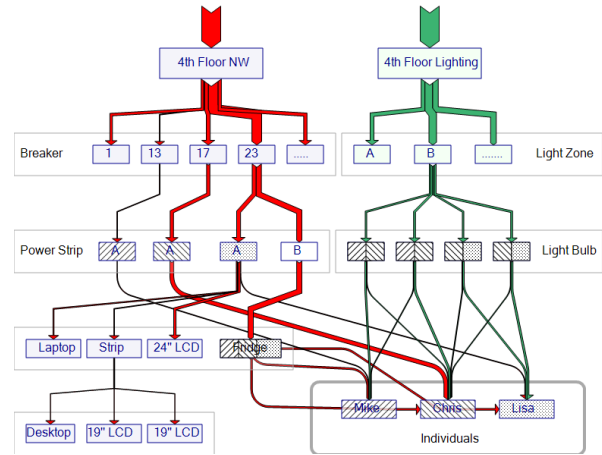 4th Floor NW
4th Floor Lighting
Breaker
1
13
17
23
.....
A
B
.......
Light Zone
Power Strip
A
A
A
B
Light Bulb
Laptop
Strip
24" LCD
Fridge
Mike
Chris
Lisa
Desktop
19" LCD
19" LCD
Individuals